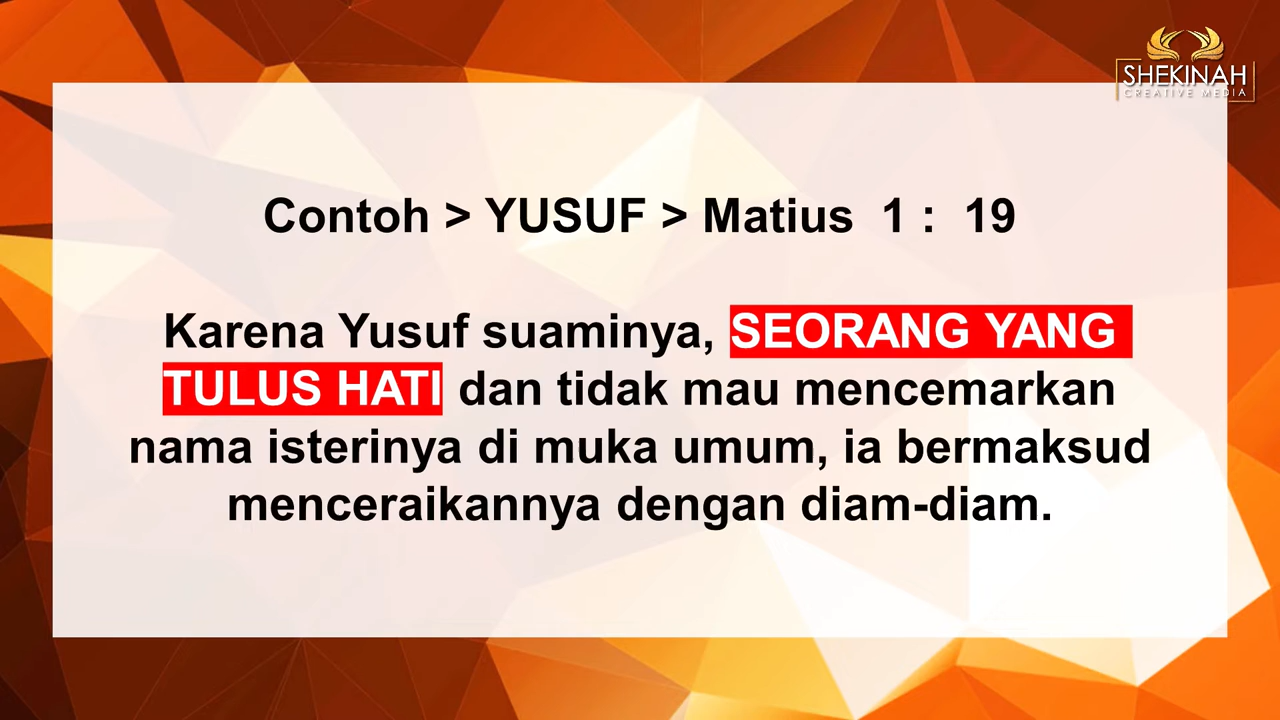 SHEKINAH
CREATIVE MEDIA
Contoh > YUSUF > Matius 1 : 19
Karena Yusuf suaminya, SEORANG YANG
TULUS HATI dan tidak mau mencemarkan
nama isterinya di muka umum, ia bermaksud
menceraikannya dengan diam-diam.